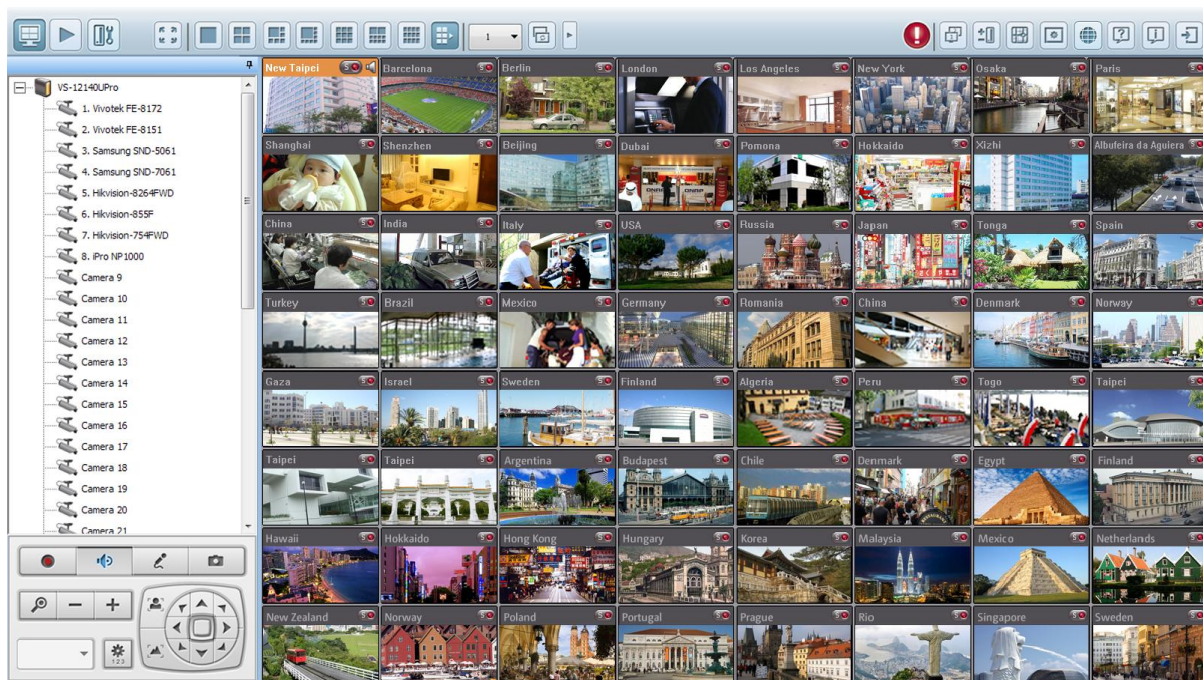 1
New Taipei Barcelona Berlin London Los Angeles New York Osaka Paris
VS-12140UPro
1. Vivotek FE-8172
2. Vivotek FE-8151
3. Samsung SND-5061
4. Samsung SND-7061
5. Hikvision-8264FWD
6. Hikvision-855F
7. Hikvision-754FWD
8. iPro NP1000
Camera 9
Camera 10
Camera 11
Camera 12
Camera 13
Camera 14
Camera 15
Camera 16
Camera 17
Camera 18
Camera 19
Camera 20
Camera 21
Shanghai Shenzhen Beijing Dubai Pomona Hokkaido Xizhi Albufeira da Aguiera
China India Italy USA Russia Japan Tonga Spain
Turkey Brazil Mexico Germany Romania China Denmark Norway
Gaza Israel Sweden Finland Algeria Peru Togo Taipei
Taipei Taipei Argentina Budapest Chile Denmark Egypt Finland
Hawaii Hokkaido Hong Kong Hungary Korea Malaysia Mexico Netherlands
New Zealand Norway Poland Portugal Prague Rio Singapore Sweden
123